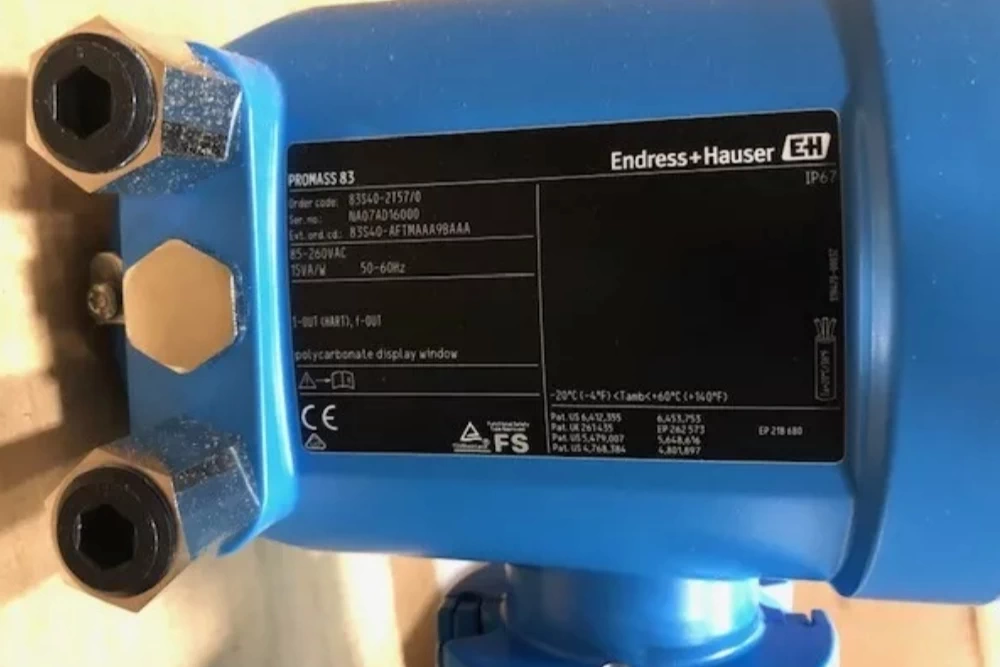 Endress+Hauser EH
PROMASS 83
IP67
Order code: 83S40-2T57/0
Ser.no.: NA07AD16000
Ext.ord.cd.: 83S40-AFTMAAA9BAAA
85-260VAC
15VA/W 50-60Hz
I-OUT (HART), f-OUT
polycarbonate display window
-20°C (-4°F) <Tamb< +60°C (+140°F)
Pat. US 6,412,355 6,453,753
Pat. UK 261435 EP 262 573 EP 218 680
Pat. US 5,479,007 5,648,616
Pat. US 4,768,384 4,801,897
CE
FS